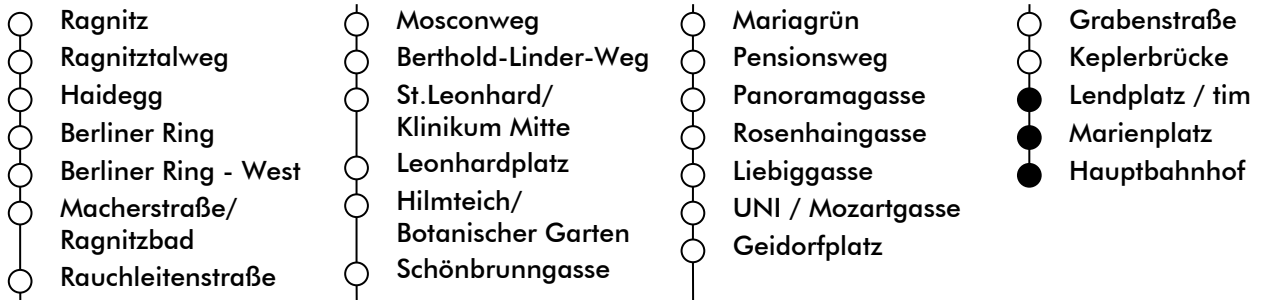 Ragnitz
Ragnitztalweg
Haidegg
Berliner Ring
Berliner Ring - West
Macherstraße/
Ragnitzbad
Rauchleitenstraße
Mosconweg
Berthold-Linder-Weg
St.Leonhard/
Klinikum Mitte
Leonhardplatz
Hilmteich/
Botanischer Garten
Schönbrunngasse
Mariagrün
Pensionsweg
Panoramagasse
Rosenhaingasse
Liebiggasse
UNI / Mozartgasse
Geidorfplatz
Grabenstraße
Keplerbrücke
Lendplatz / tim
Marienplatz
Hauptbahnhof